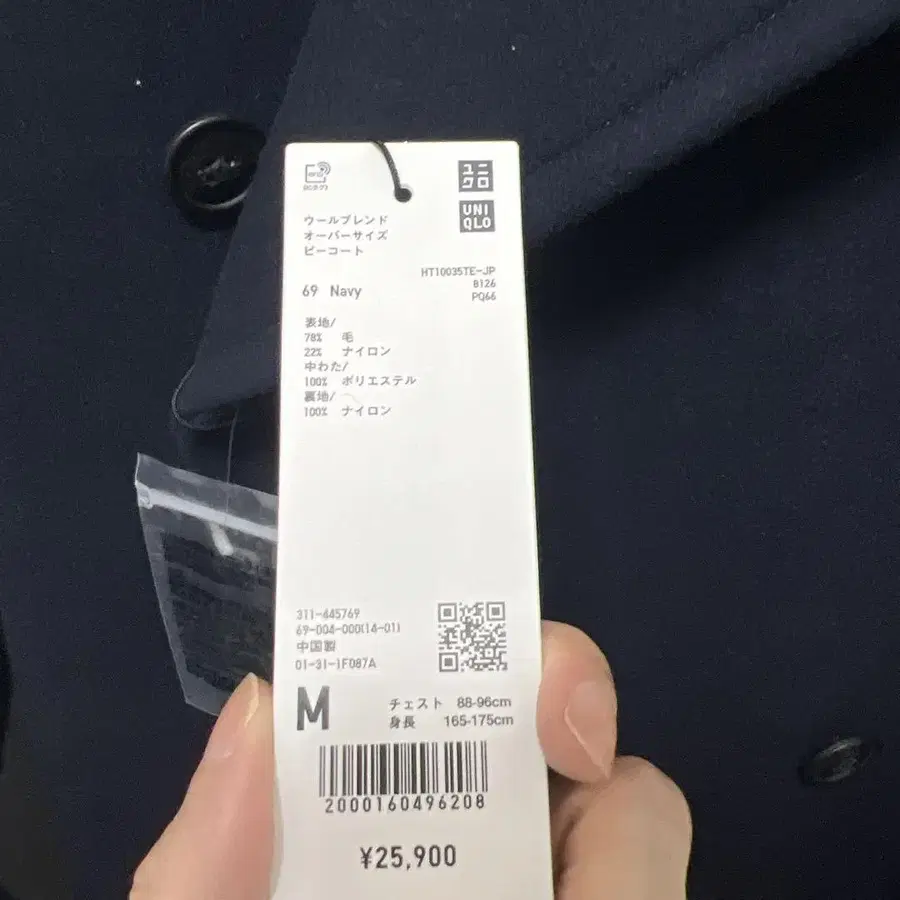 ユニ
クロ
UNI
QLO
ウールブレンド
オーバーサイズ
ピーコート
HT10035TE-JP
8126
PQ66
69 Navy
表地/
78% 毛
22% ナイロン
中わた/
100% ポリエステル
裏地/
100% ナイロン
311-445769
69-004-000(14-01)
中国製
01-31-1F087A
M
チェスト 88-96cm
身長 165-175cm
2000160496208
¥25,900